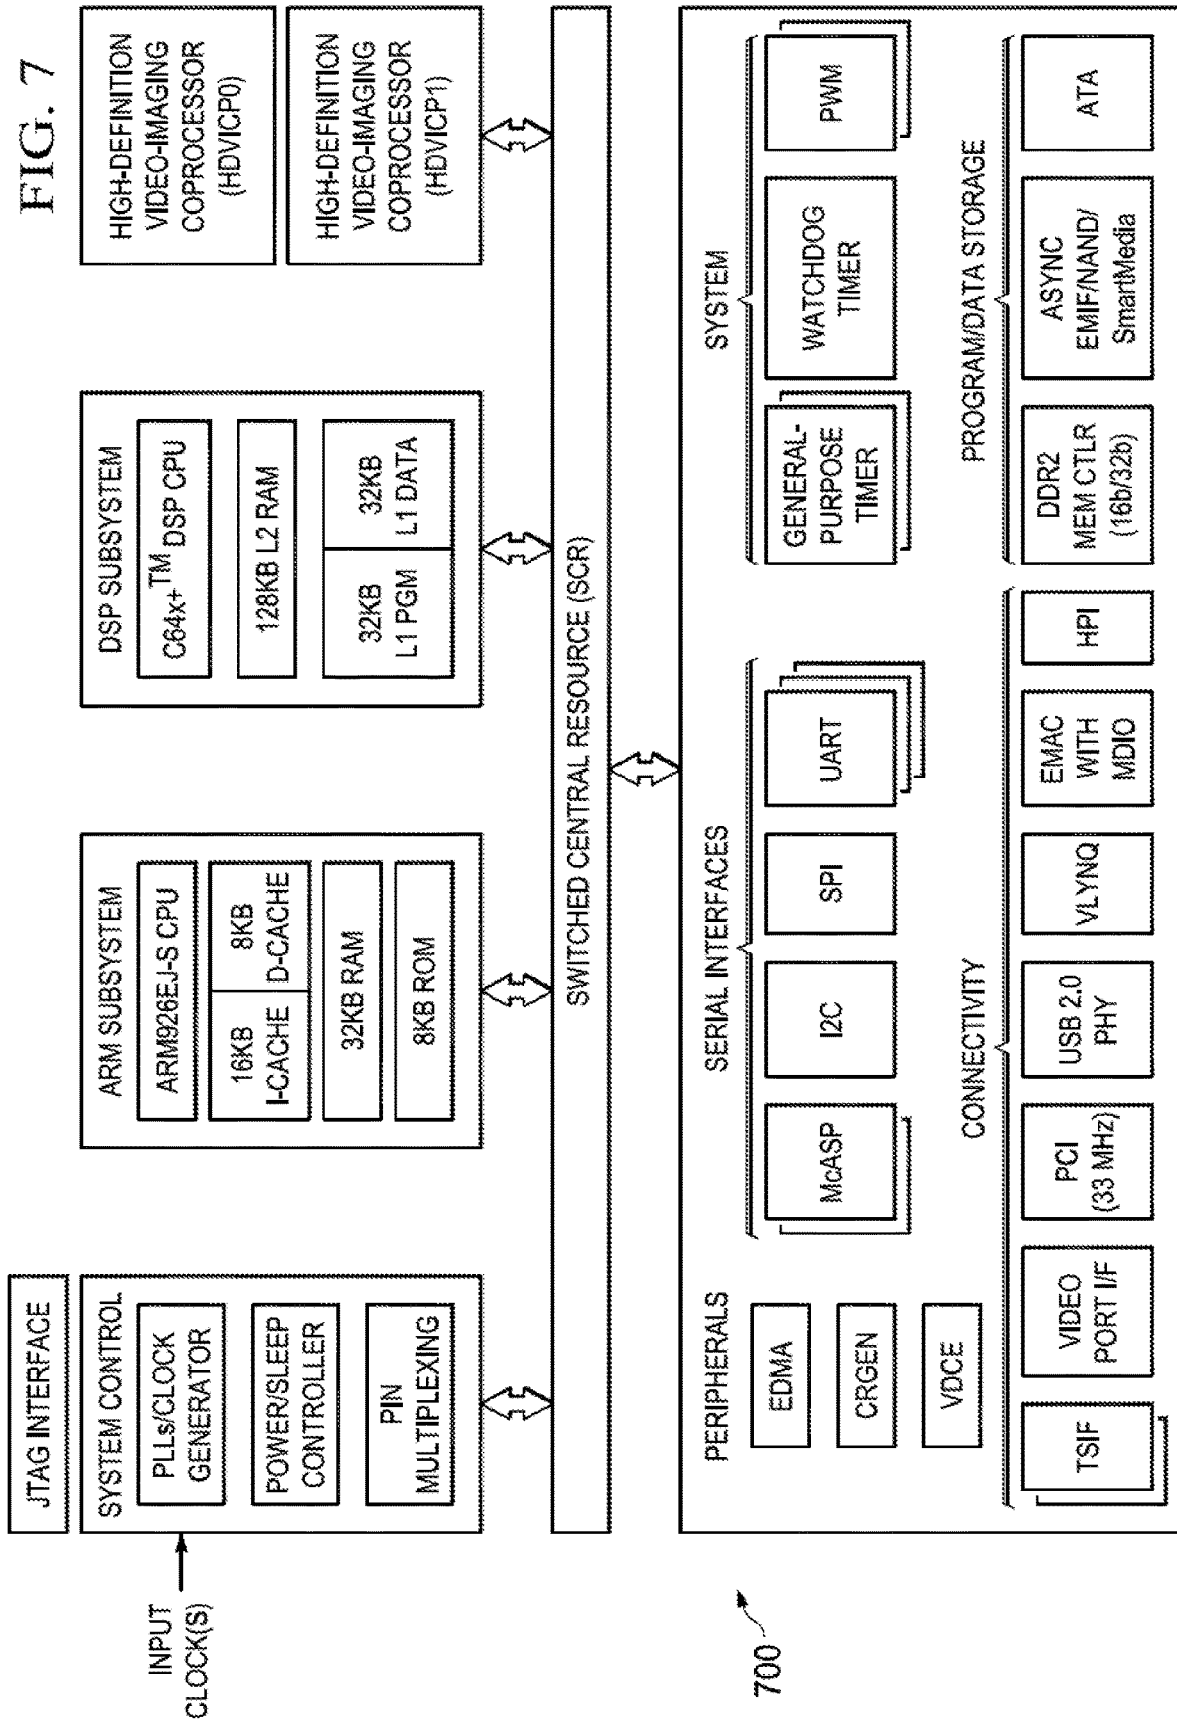 FIG. 7
JTAG INTERFACE
INPUT
CLOCK(S)
SYSTEM CONTROL
PLLs/CLOCK
GENERATOR
POWER/SLEEP
CONTROLLER
PIN
MULTIPLEXING
ARM SUBSYSTEM
ARM926EJ-S CPU
16KB
I-CACHE
8KB
D-CACHE
32KB RAM
8KB ROM
DSP SUBSYSTEM
C64x+TM DSP CPU
128KB L2 RAM
32KB
L1 PGM
32KB
L1 DATA
HIGH-DEFINITION
VIDEO-IMAGING
COPROCESSOR
(HDVICP0)
HIGH-DEFINITION
VIDEO-IMAGING
COPROCESSOR
(HDVICP1)
SWITCHED CENTRAL RESOURCE (SCR)
700
PERIPHERALS
EDMA
CRGEN
VDCE
SERIAL INTERFACES
McASP
I2C
SPI
UART
SYSTEM
GENERAL-
PURPOSE
TIMER
WATCHDOG
TIMER
PWM
CONNECTIVITY
TSIF
VIDEO
PORT I/F
PCI
(33 MHz)
USB 2.0
PHY
VLYNQ
EMAC
WITH
MDIO
HPI
PROGRAM/DATA STORAGE
DDR2
MEM CTLR
(16b/32b)
ASYNC
EMIF/NAND/
SmartMedia
ATA